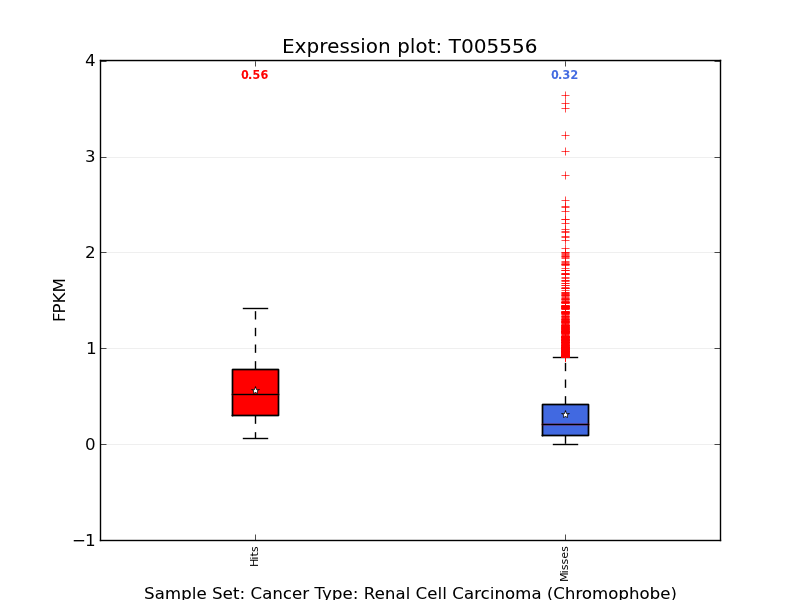 Expression plot: T005556
4
0.56
0.32
3
2
FPKM
1
0
−1
Hits
Misses
Sample Set: Cancer Type: Renal Cell Carcinoma (Chromophobe)